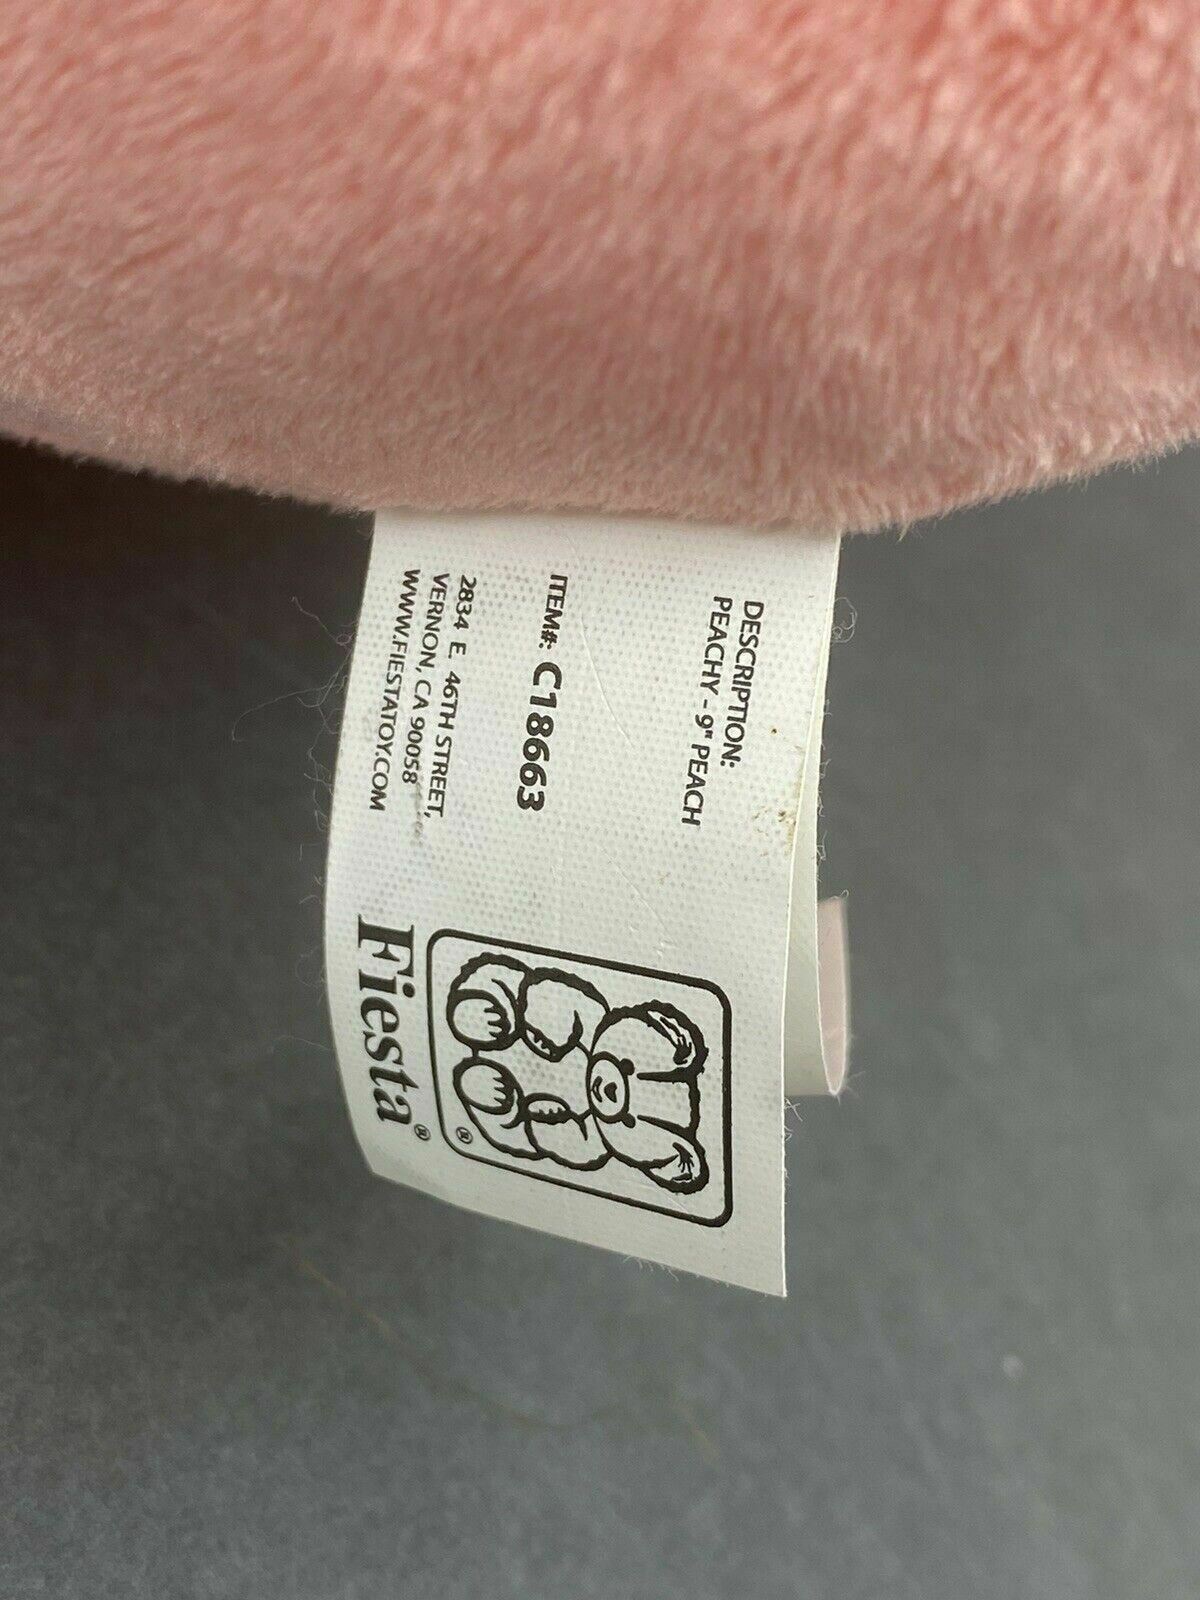 DESCRIPTION:
PEACHY - 9" PEACH
ITEM#: C18663
2834 E. 46TH STREET,
VERNON, CA 90058
WWW.FIESTATOY.COM
®
Fiesta®